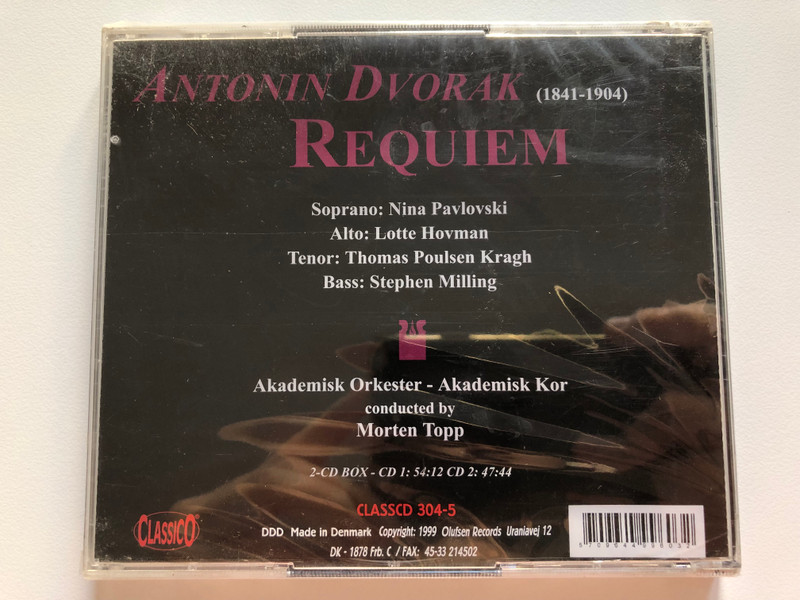 ANTONIN DVORAK (1841-1904)
REQUIEM
Soprano: Nina Pavlovski
Alto: Lotte Hovman
Tenor: Thomas Poulsen Kragh
Bass: Stephen Milling
Akademisk Orkester - Akademisk Kor
conducted by
Morten Topp
2-CD BOX - CD 1: 54:12 CD 2: 47:44
CLASSCD 304-5
CLASSICO®
DDD Made in Denmark Copyright: 1999 Olufsen Records Uraniavej 12
DK - 1878 Frb. C / FAX: 45-33 214502